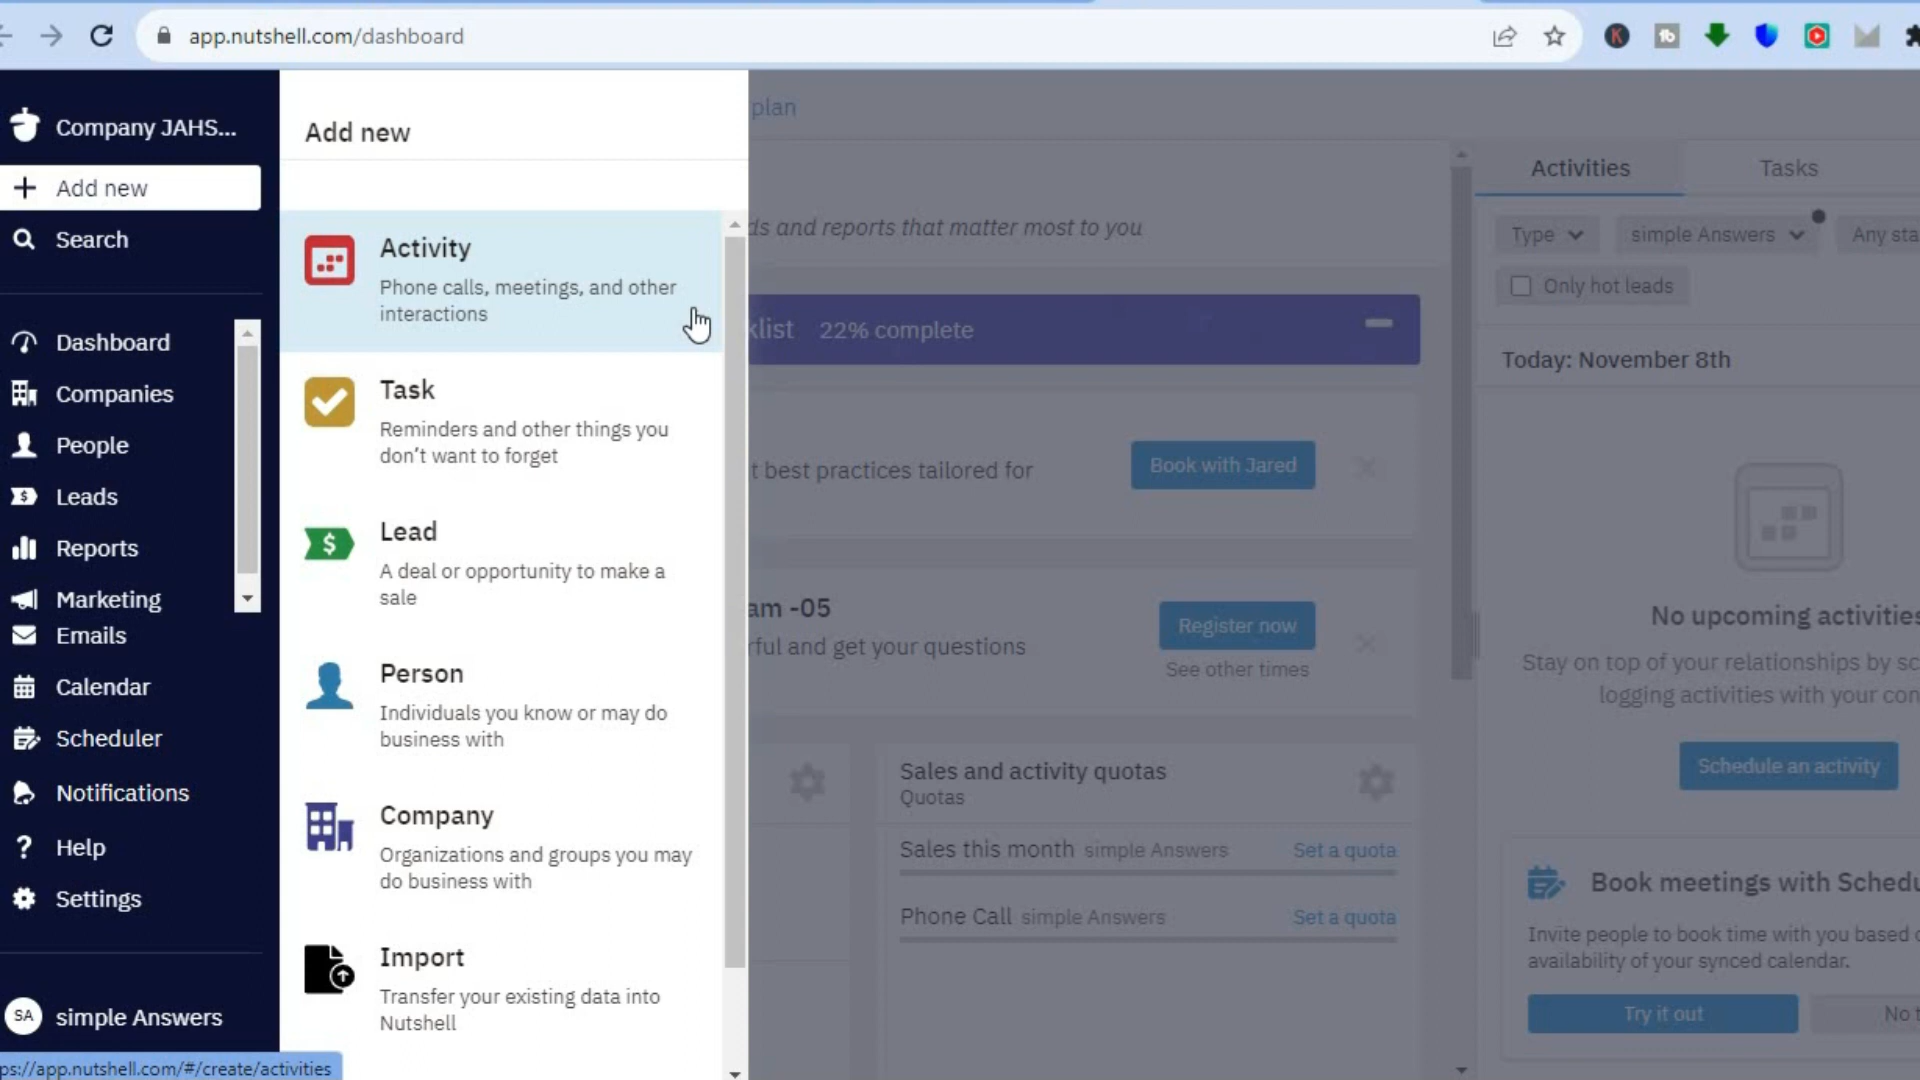 app.nutshell.com/dashboard
Company JAHS...
Add new
Search
Dashboard
Companies
People
Leads
Reports
Marketing
Emails
Calendar
Scheduler
Notifications
Help
Settings
SA
simple Answers
ps://app.nutshell.com/#/create/activities
Add new
Activity
Phone calls, meetings, and other
interactions
Task
Reminders and other things you
don't want to forget
Lead
A deal or opportunity to make a
sale
Person
Individuals you know or may do
business with
Company
Organizations and groups you may
do business with
Import
Transfer your existing data into
Nutshell
plan
ds and reports that matter most to you
klist 22% complete
t best practices tailored for
Book with Jared
am -05
rful and get your questions
Register now
See other times
Sales and activity quotas
Quotas
Sales this month simple Answers Set a quota
Phone Call simple Answers Set a quota
Activities Tasks
Type simple Answers Any sta
Only hot leads
Today: November 8th
No upcoming activities
Stay on top of your relationships by sc
logging activities with your con
Schedule an activity
Book meetings with Schedu
Invite people to book time with you based o
availability of your synced calendar.
Try it out No t